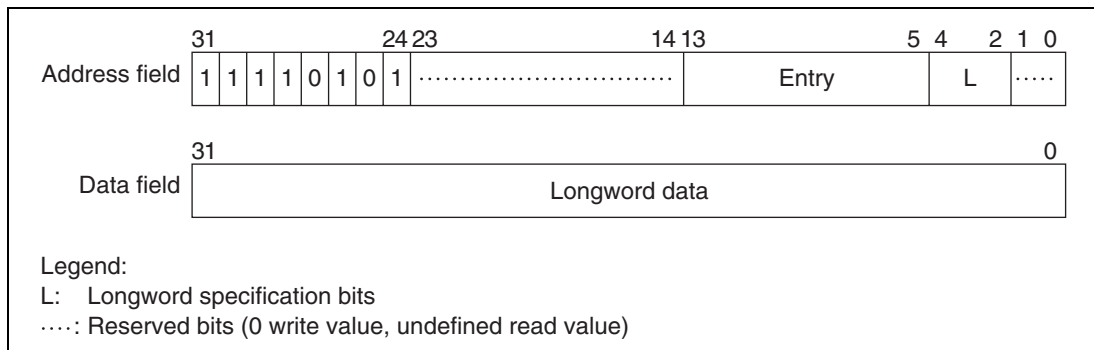 31 24 23 14 13 5 4 2 1 0
Address field 1 1 1 1 0 1 0 1 ............................ Entry L .....
31 0
Data field Longword data
Legend:
L: Longword specification bits
····: Reserved bits (0 write value, undefined read value)